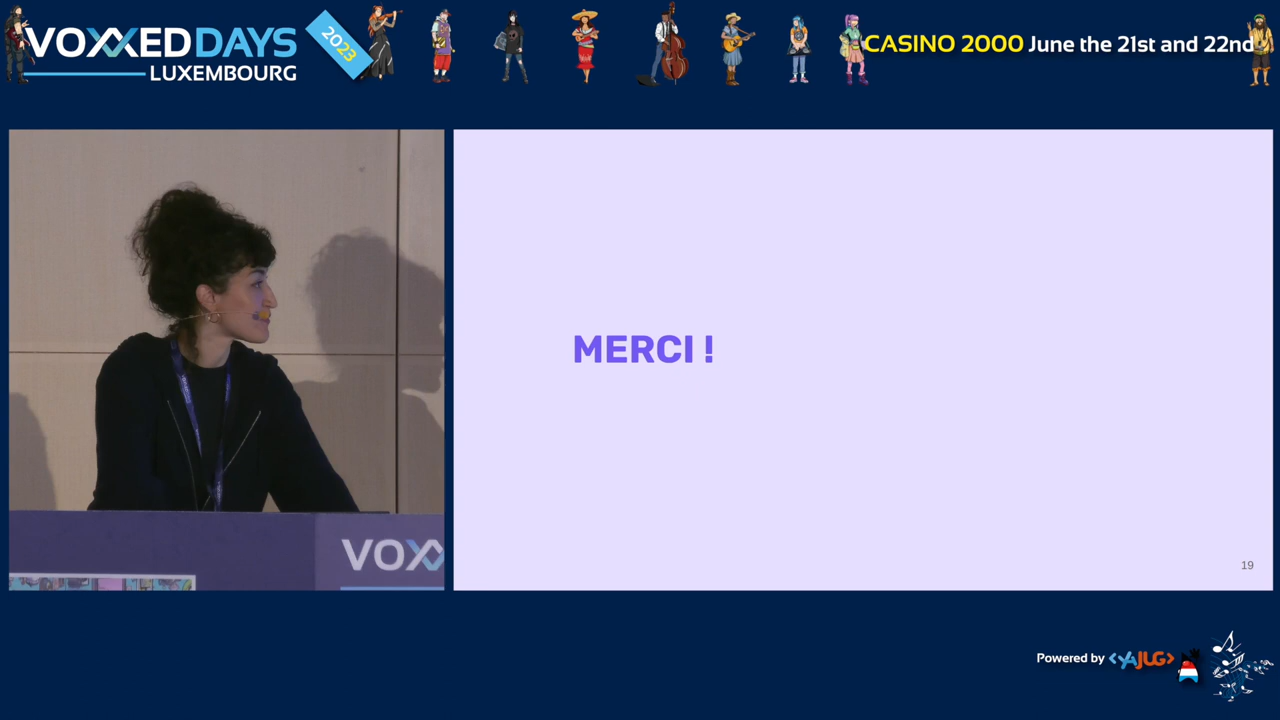 VOXXEDDAYS
LUXEMBOURG
2023
CASINO 2000 June the 21st and 22nd
MERCI !
VOX
19
Powered by <YAJUG>